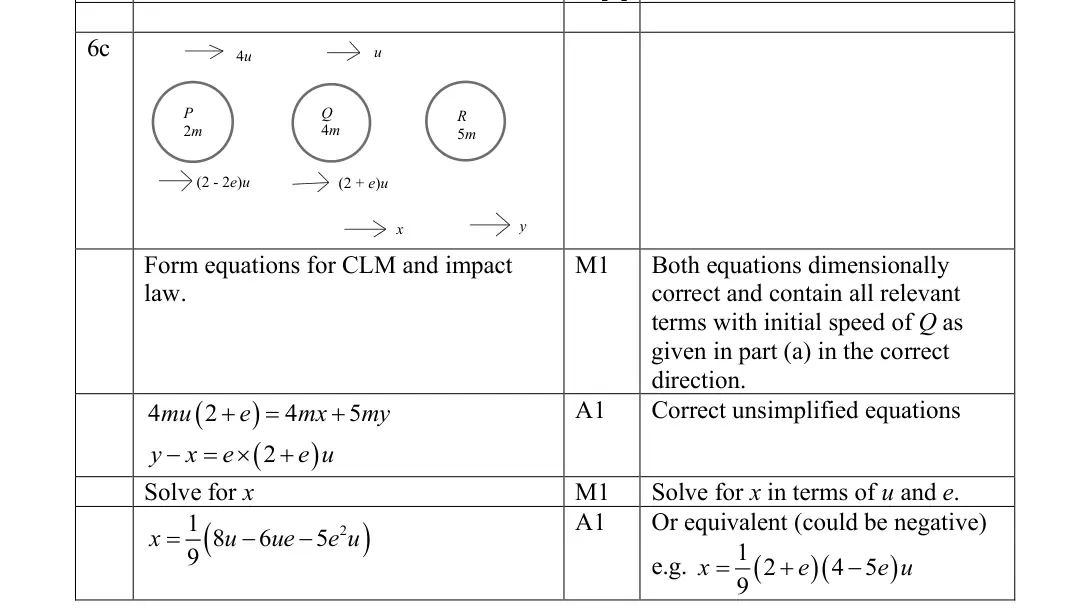 6c
4u
u
P
2m
Q
4m
R
5m
(2 - 2e)u
(2 + e)u
x
y
Form equations for CLM and impact law.
M1
Both equations dimensionally correct and contain all relevant terms with initial speed of Q as given in part (a) in the correct direction.
4mu(2 + e) = 4mx + 5my
y − x = e × (2 + e)u
A1
Correct unsimplified equations
Solve for x
M1
Solve for x in terms of u and e.
x = 1/9 (8u − 6ue − 5e²u)
A1
Or equivalent (could be negative)
e.g. x = 1/9 (2 + e)(4 − 5e)u